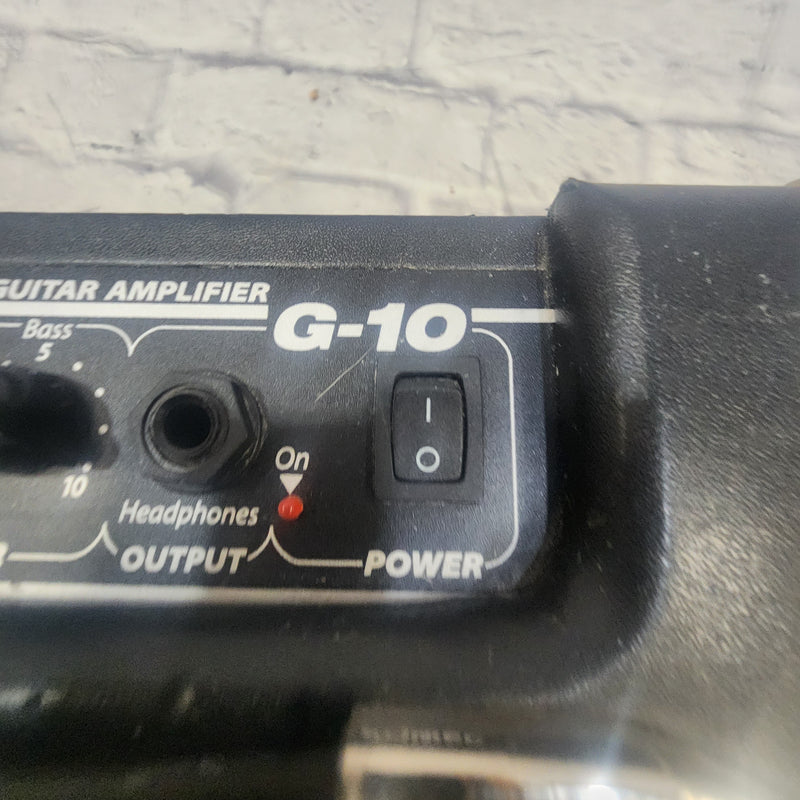 GUITAR AMPLIFIER
G-10
Bass
5
10
On
Headphones
OUTPUT
POWER
I
O